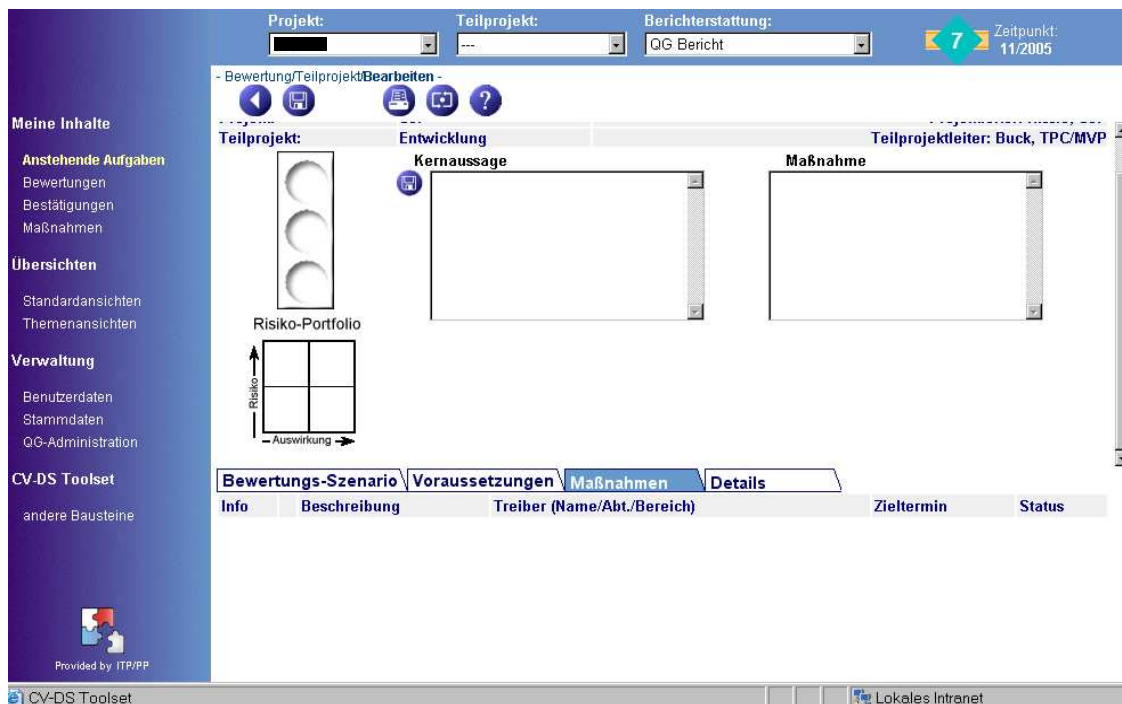 Projekt: Teilprojekt: Berichterstattung:
--- QG Bericht
7 Zeitpunkt:
11/2005
- Bewertung/Teilprojekt/Bearbeiten -
?
Meine Inhalte
Anstehende Aufgaben
Bewertungen
Bestätigungen
Maßnahmen
Übersichten
Standardansichten
Themenansichten
Verwaltung
Benutzerdaten
Stammdaten
QG-Administration
CV-DS Toolset
andere Bausteine
Provided by ITP/PP
Teilprojekt: Entwicklung Teilprojektleiter: Buck, TPC/MVP
Kernaussage Maßnahme
Risiko-Portfolio
Risiko
Auswirkung
Bewertungs-Szenario Voraussetzungen Maßnahmen Details
Info Beschreibung Treiber (Name/Abt./Bereich) Zieltermin Status
CV-DS Toolset Lokales Intranet